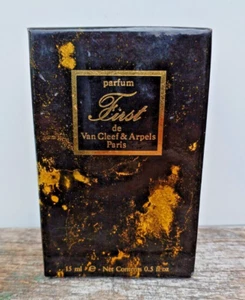 parfum
First
de
Van Cleef & Arpels
Paris
15 ml - ℮ - Net Contents 0.5 fl oz